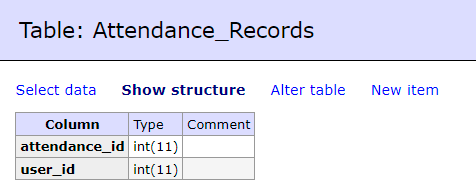 Table: Attendance_Records
Select data Show structure Alter table New item
Column Type Comment
attendance_id int(11)
user_id int(11)